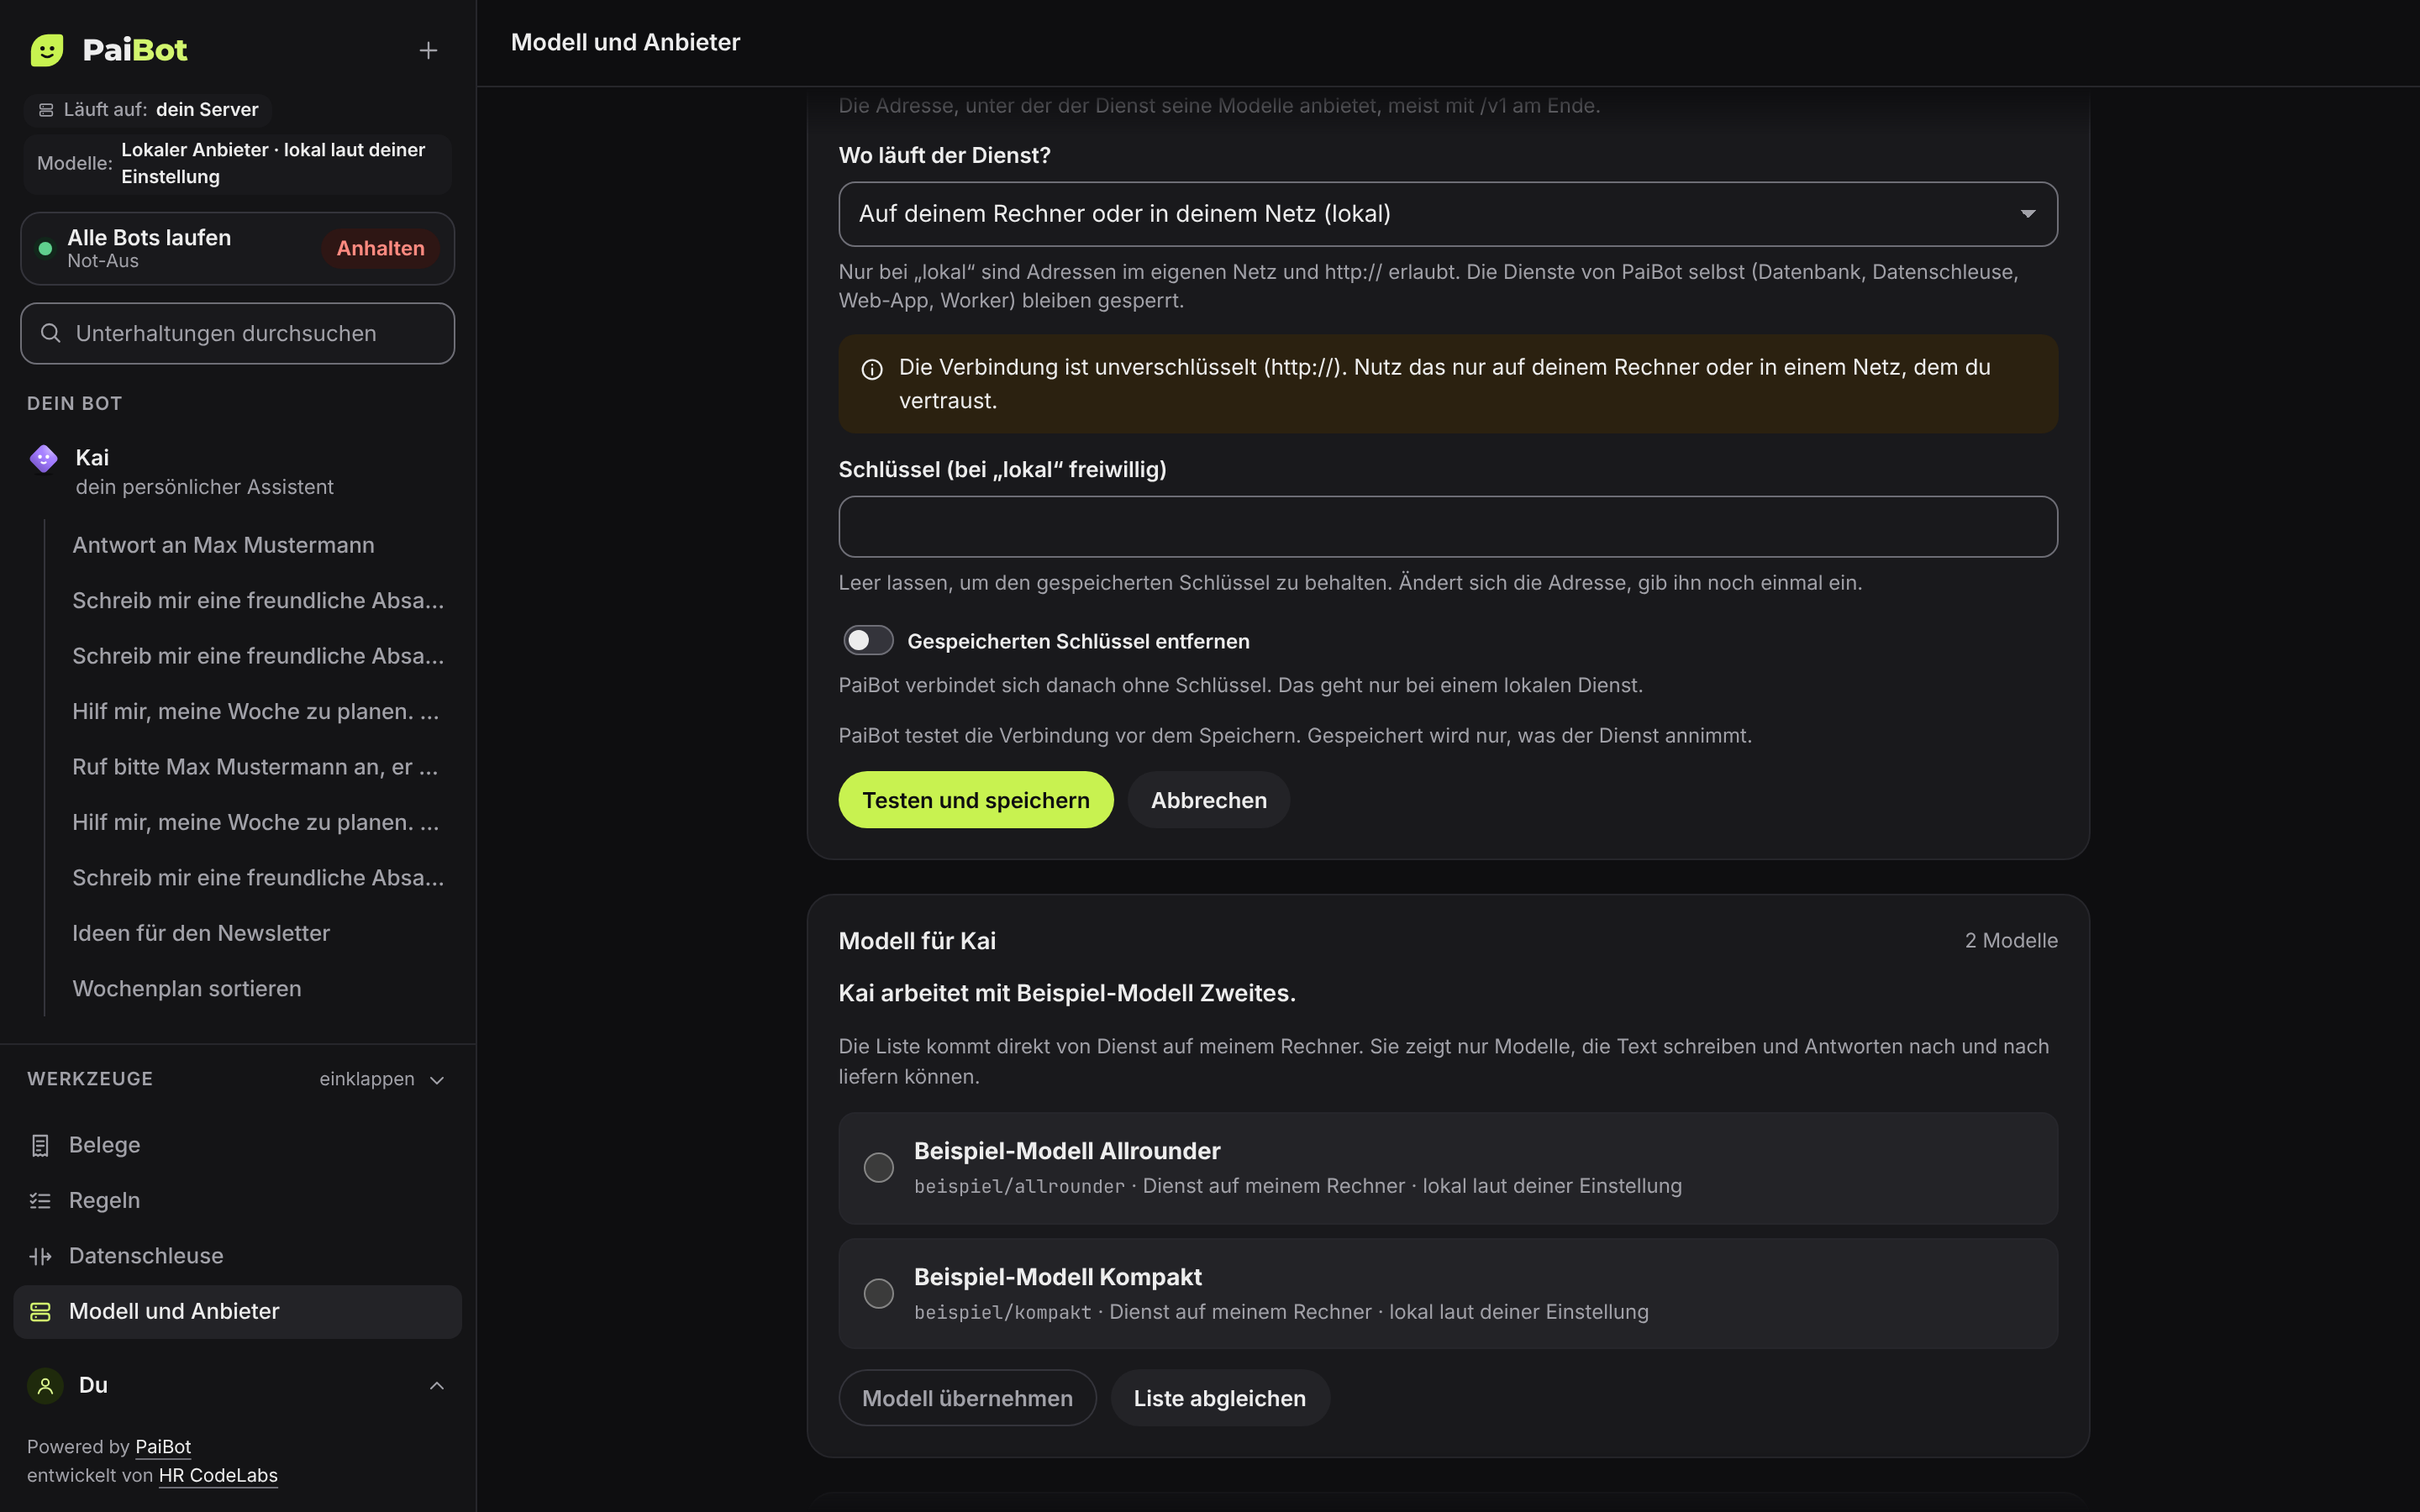 PaiBot
Läuft auf: dein Server
Modelle: Lokaler Anbieter · lokal laut deiner
Einstellung
Alle Bots laufen
Not-Aus
Anhalten
Unterhaltungen durchsuchen
DEIN BOT
Kai
dein persönlicher Assistent
Antwort an Max Mustermann
Schreib mir eine freundliche Absa...
Schreib mir eine freundliche Absa...
Hilf mir, meine Woche zu planen. ...
Ruf bitte Max Mustermann an, er ...
Hilf mir, meine Woche zu planen. ...
Schreib mir eine freundliche Absa...
Ideen für den Newsletter
Wochenplan sortieren
WERKZEUGE
einklappen
Belege
Regeln
Datenschleuse
Modell und Anbieter
Du
Powered by PaiBot
entwickelt von HR CodeLabs
Modell und Anbieter
Die Adresse, unter der der Dienst seine Modelle anbietet, meist mit /v1 am Ende.
Wo läuft der Dienst?
Auf deinem Rechner oder in deinem Netz (lokal)
Nur bei „lokal“ sind Adressen im eigenen Netz und http:// erlaubt. Die Dienste von PaiBot selbst (Datenbank, Datenschleuse,
Web-App, Worker) bleiben gesperrt.
Die Verbindung ist unverschlüsselt (http://). Nutz das nur auf deinem Rechner oder in einem Netz, dem du
vertraust.
Schlüssel (bei „lokal“ freiwillig)
Leer lassen, um den gespeicherten Schlüssel zu behalten. Ändert sich die Adresse, gib ihn noch einmal ein.
Gespeicherten Schlüssel entfernen
PaiBot verbindet sich danach ohne Schlüssel. Das geht nur bei einem lokalen Dienst.
PaiBot testet die Verbindung vor dem Speichern. Gespeichert wird nur, was der Dienst annimmt.
Testen und speichern
Abbrechen
Modell für Kai
2 Modelle
Kai arbeitet mit Beispiel-Modell Zweites.
Die Liste kommt direkt von Dienst auf meinem Rechner. Sie zeigt nur Modelle, die Text schreiben und Antworten nach und nach
liefern können.
Beispiel-Modell Allrounder
beispiel/allrounder · Dienst auf meinem Rechner · lokal laut deiner Einstellung
Beispiel-Modell Kompakt
beispiel/kompakt · Dienst auf meinem Rechner · lokal laut deiner Einstellung
Modell übernehmen
Liste abgleichen